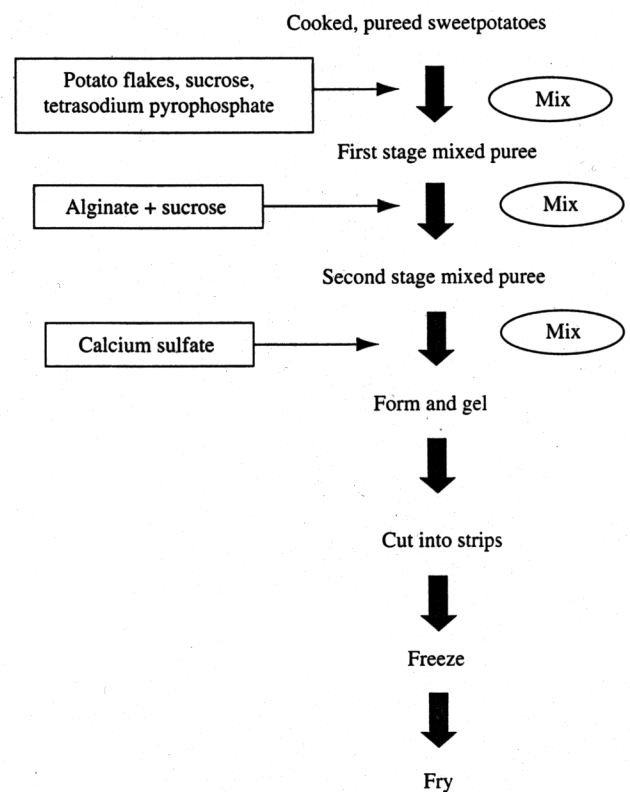 Cooked, pureed sweetpotatoes
Potato flakes, sucrose,
tetrasodium pyrophosphate
Mix
First stage mixed puree
Alginate + sucrose
Mix
Second stage mixed puree
Calcium sulfate
Mix
Form and gel
Cut into strips
Freeze
Fry